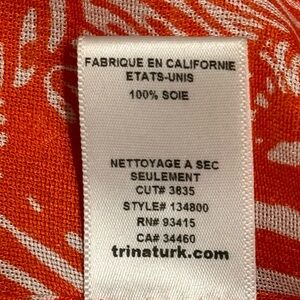 FABRIQUE EN CALIFORNIE
ETATS-UNIS
100% SOIE
NETTOYAGE A SEC
SEULEMENT
CUT# 3835
STYLE# 134800
RN# 93415
CA# 34460
trinaturk.com